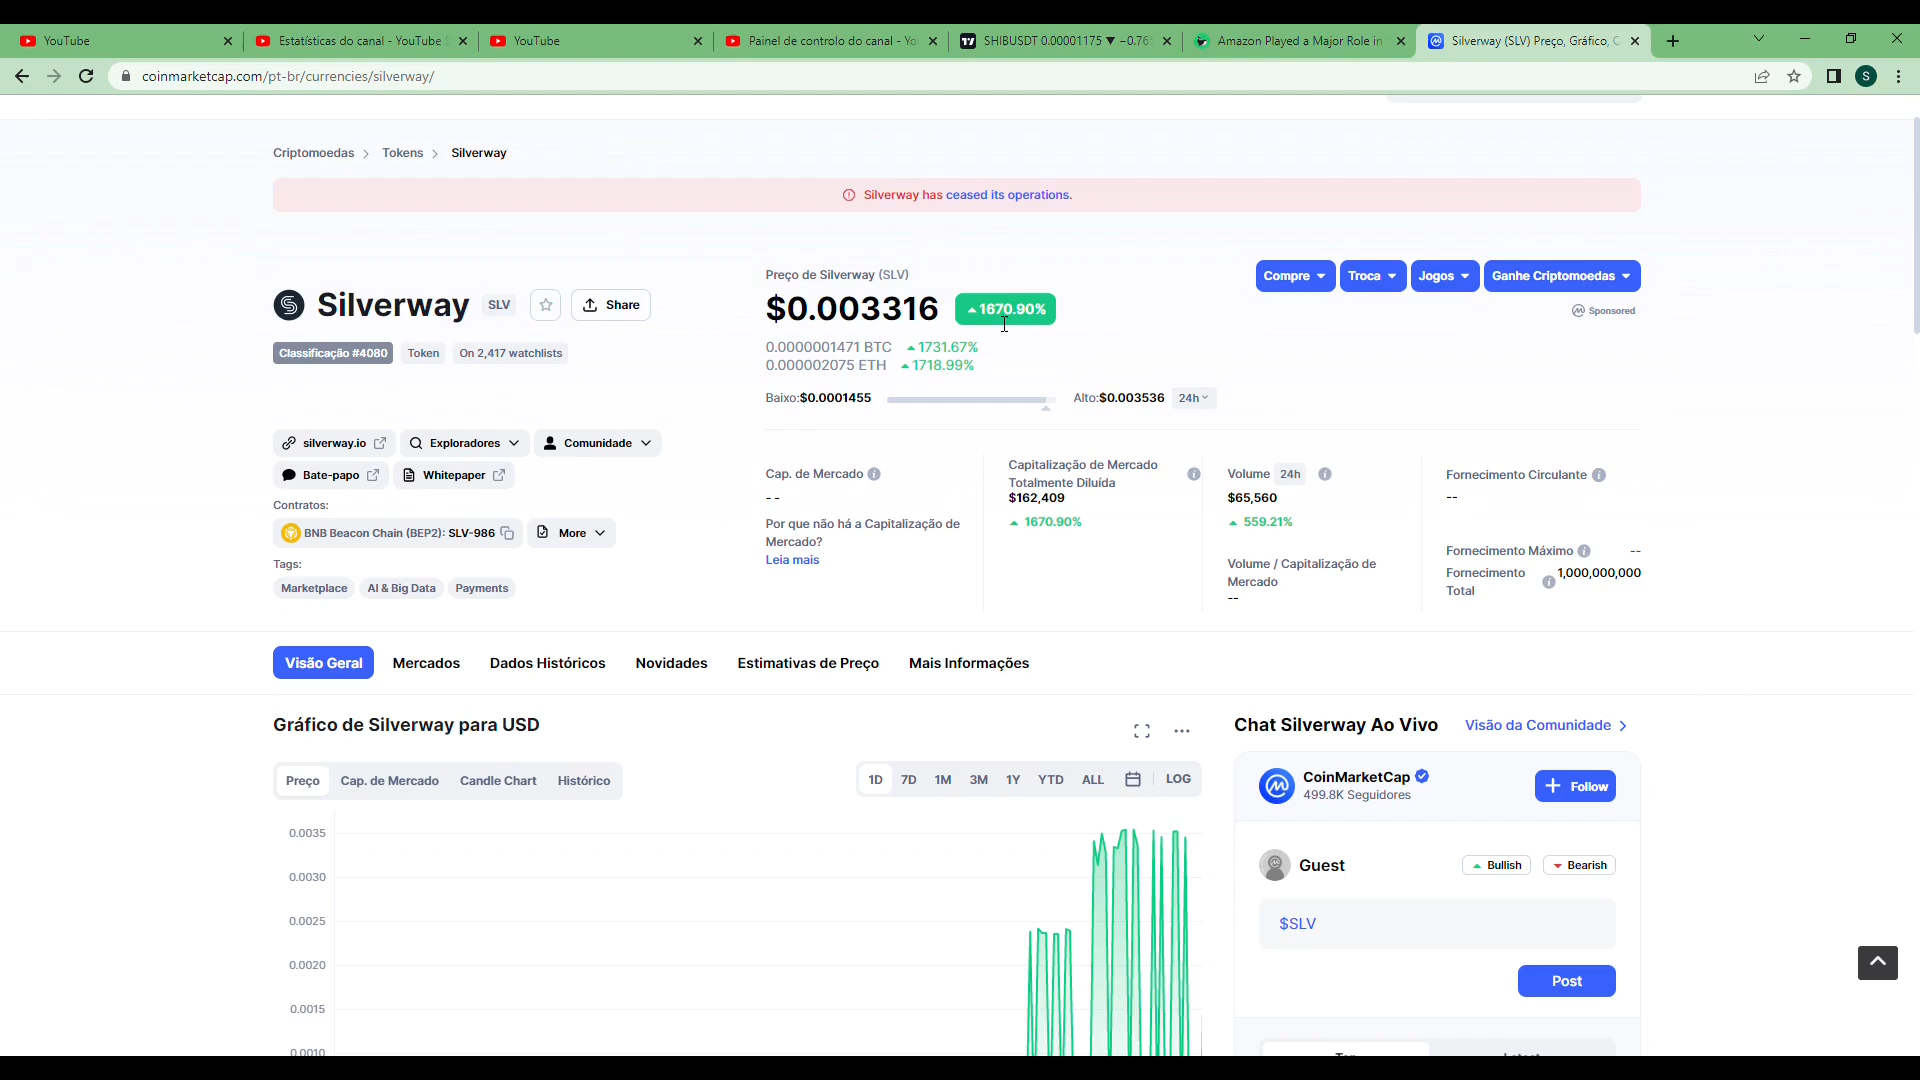 YouTube
Estatísticas do canal - YouTube S
YouTube
Painel de controlo do canal - Yo
SHIBUSDT 0.00001175 ▼ −0.76%
Amazon Played a Major Role in
Silverway (SLV) Preço, Gráfico, C
coinmarketcap.com/pt-br/currencies/silverway/
S
Criptomoedas > Tokens > Silverway
Silverway has ceased its operations.
Silverway SLV Share
Classificação #4080 Token On 2,417 watchlists
silverway.io Exploradores Comunidade
Bate-papo Whitepaper
Contratos:
BNB Beacon Chain (BEP2): SLV-986 More
Tags:
Marketplace AI & Big Data Payments
Preço de Silverway (SLV)
$0.003316 1670.90%
0.0000001471 BTC 1731.67%
0.000002075 ETH 1718.99%
Baixo:$0.0001455 Alto:$0.003536 24h
Compre Troca Jogos Ganhe Criptomoedas
Sponsored
Cap. de Mercado
- -
Por que não há a Capitalização de
Mercado?
Leia mais
Capitalização de Mercado
Totalmente Diluída
$162,409
1670.90%
Volume 24h
$65,560
559.21%
Volume / Capitalização de
Mercado
--
Fornecimento Circulante
--
Fornecimento Máximo --
Fornecimento
Total
1,000,000,000
Visão Geral Mercados Dados Históricos Novidades Estimativas de Preço Mais Informações
Gráfico de Silverway para USD
Preço Cap. de Mercado Candle Chart Histórico
1D 7D 1M 3M 1Y YTD ALL LOG
0.0035
0.0030
0.0025
0.0020
0.0015
0.0010
Chat Silverway Ao Vivo Visão da Comunidade >
CoinMarketCap
499.8K Seguidores
+ Follow
Guest Bullish Bearish
$SLV
Post